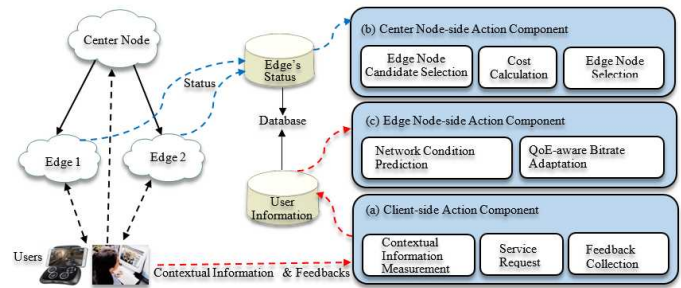 Center Node
Status
Edge 1
Edge 2
Users
Contextual Information & Feedbacks
Edge's
Status
Database
User
Information
(b) Center Node-side Action Component
Edge Node
Candidate Selection
Cost
Calculation
Edge Node
Selection
(c) Edge Node-side Action Component
Network Condition
Prediction
QoE-aware Bitrate
Adaptation
(a) Client-side Action Component
Contextual
Information
Measurement
Service
Request
Feedback
Collection